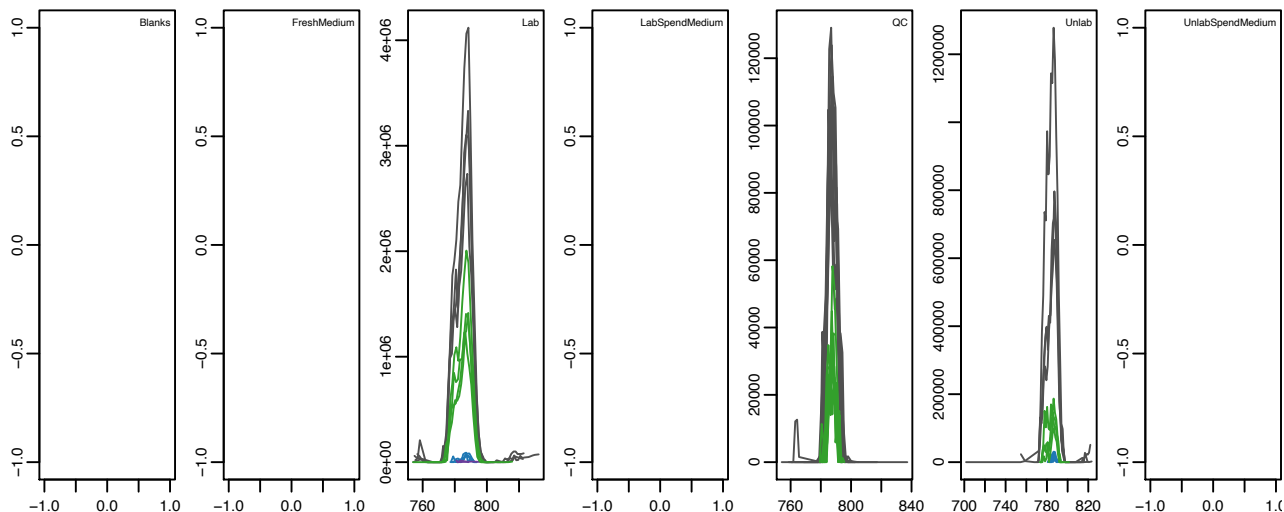 Blanks
1.0
0.5
0.0
−0.5
−1.0
−1.0 0.0 1.0
FreshMedium
1.0
0.5
0.0
−0.5
−1.0
−1.0 0.0 1.0
Lab
4e+06
3e+06
2e+06
1e+06
0e+00
760 800
LabSpendMedium
1.0
0.5
0.0
−0.5
−1.0
−1.0 0.0 1.0
QC
120000
100000
80000
60000
40000
20000
0
760 800 840
Unlab
1200000
800000
600000
400000
200000
0
700 740 780 820
UnlabSpendMedium
1.0
0.5
0.0
−0.5
−1.0
−1.0 0.0 1.0